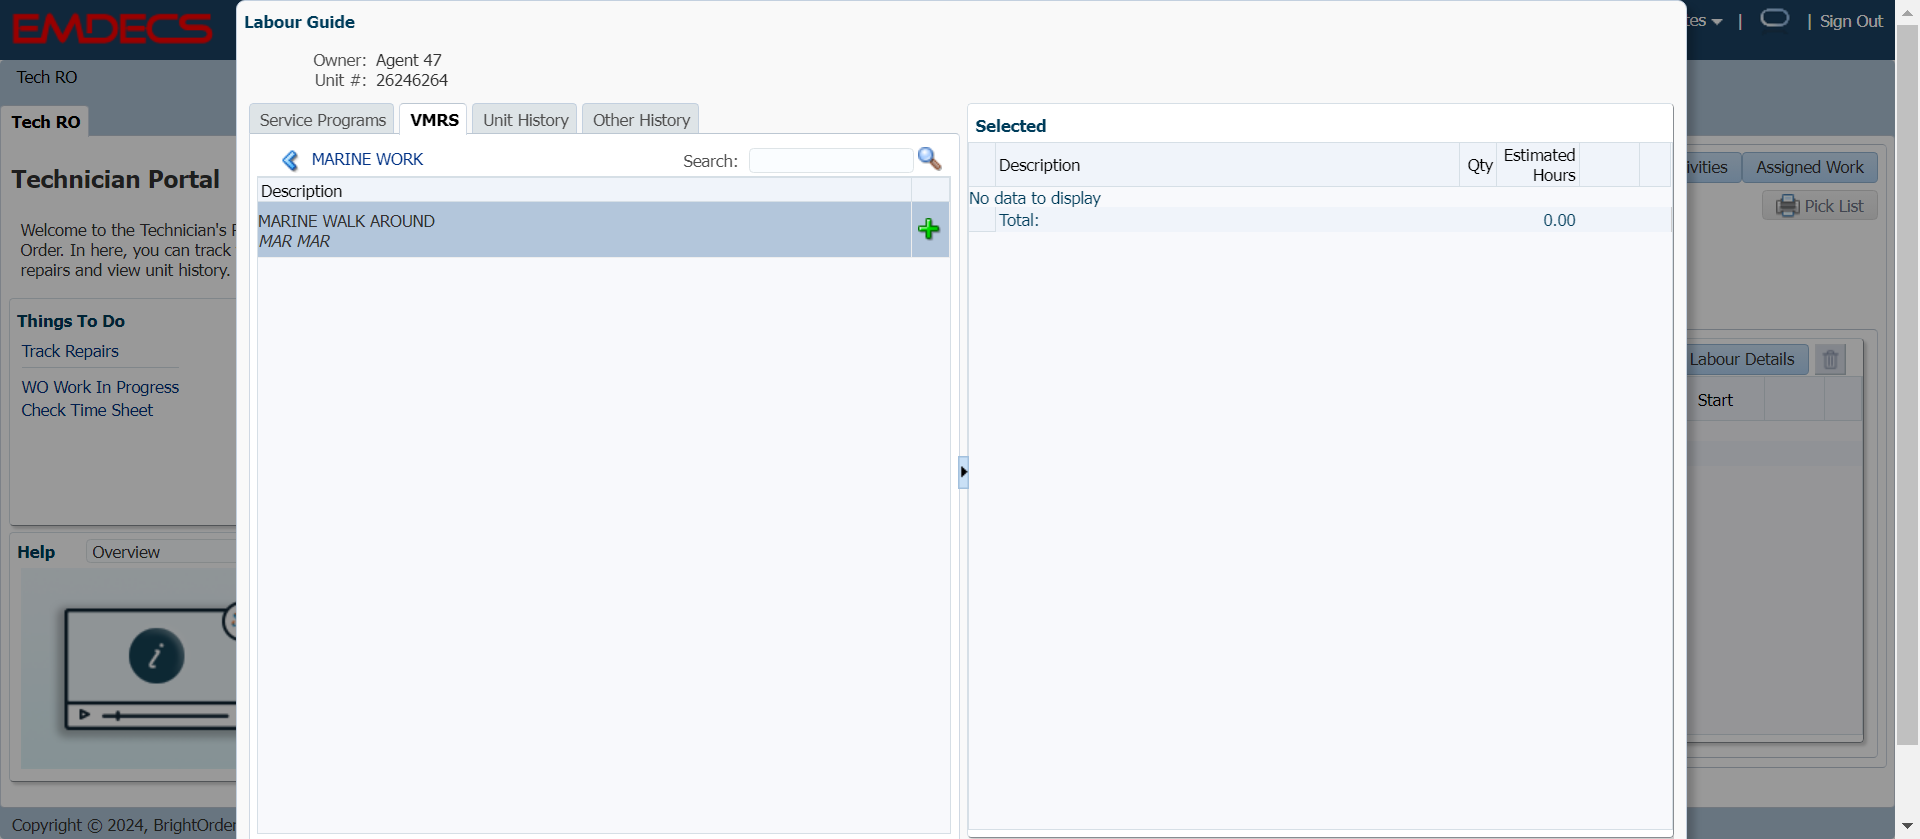 EMDECS
Labour Guide
| Sign Out
Owner: Agent 47
Unit #: 26246264
Tech RO
Tech RO
Service Programs
VMRS
Unit History
Other History
MARINE WORK
Search:
Description
MARINE WALK AROUND
MAR MAR
Selected
Description
Qty
Estimated
Hours
No data to display
Total:
0.00
Assigned Work
Pick List
Technician Portal
Welcome to the Technician's
Order. In here, you can track
repairs and view unit history.
Things To Do
Track Repairs
WO Work In Progress
Check Time Sheet
Labour Details
Start
Help
Overview
i
Copyright © 2024, BrightOrder